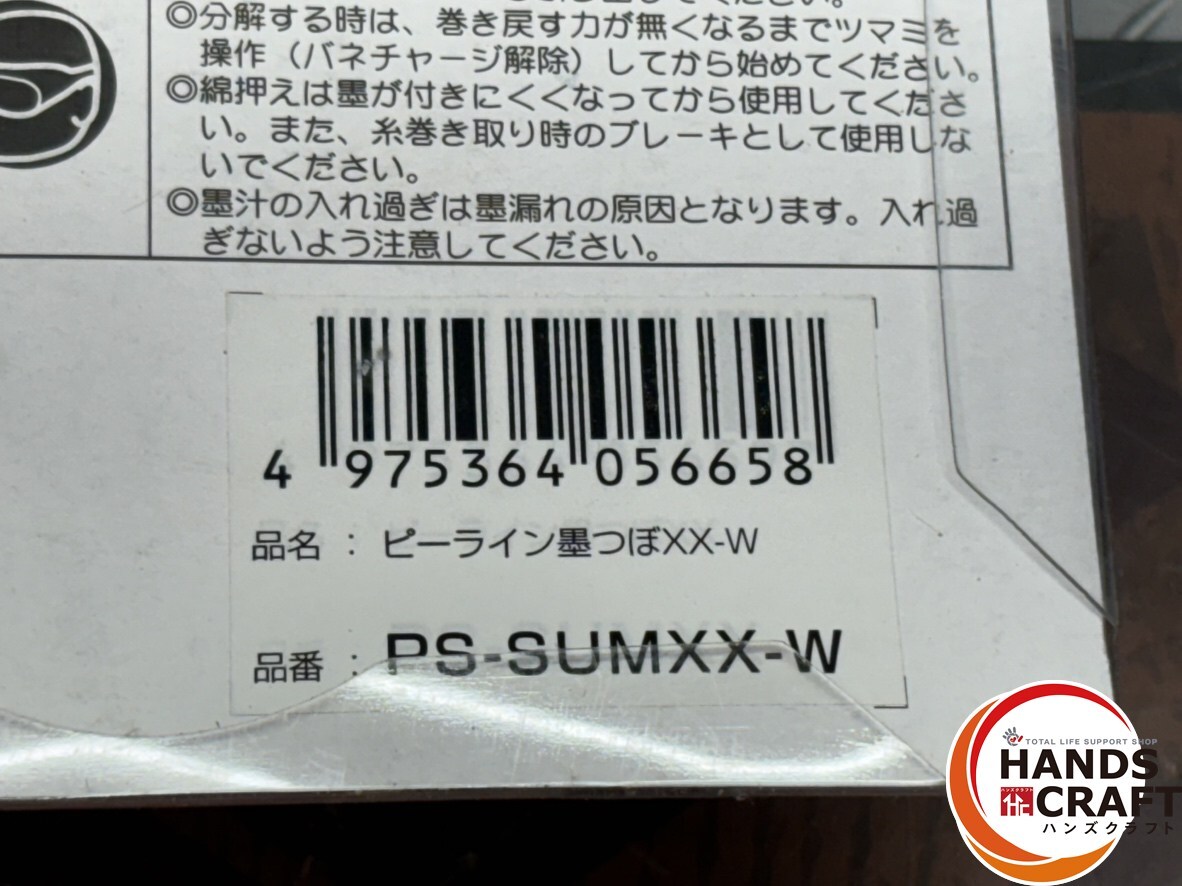 ◎分解する時は、巻き戻す力が無くなるまでツマミを
操作（バネチャージ解除）してから始めてください。
◎綿押えは墨が付きにくくなってから使用してくださ
い。また、糸巻き取り時のブレーキとして使用しな
いでください。
◎墨汁の入れ過ぎは墨漏れの原因となります。入れ過
ぎないよう注意してください。
4 975364 056658
品名 : ピーライン墨つぼXX-W
品番 : PS-SUMXX-W
TOTAL LIFE SUPPORT SHOP
HANDS
ハンズクラフト
CRAFT
ハンズクラフト